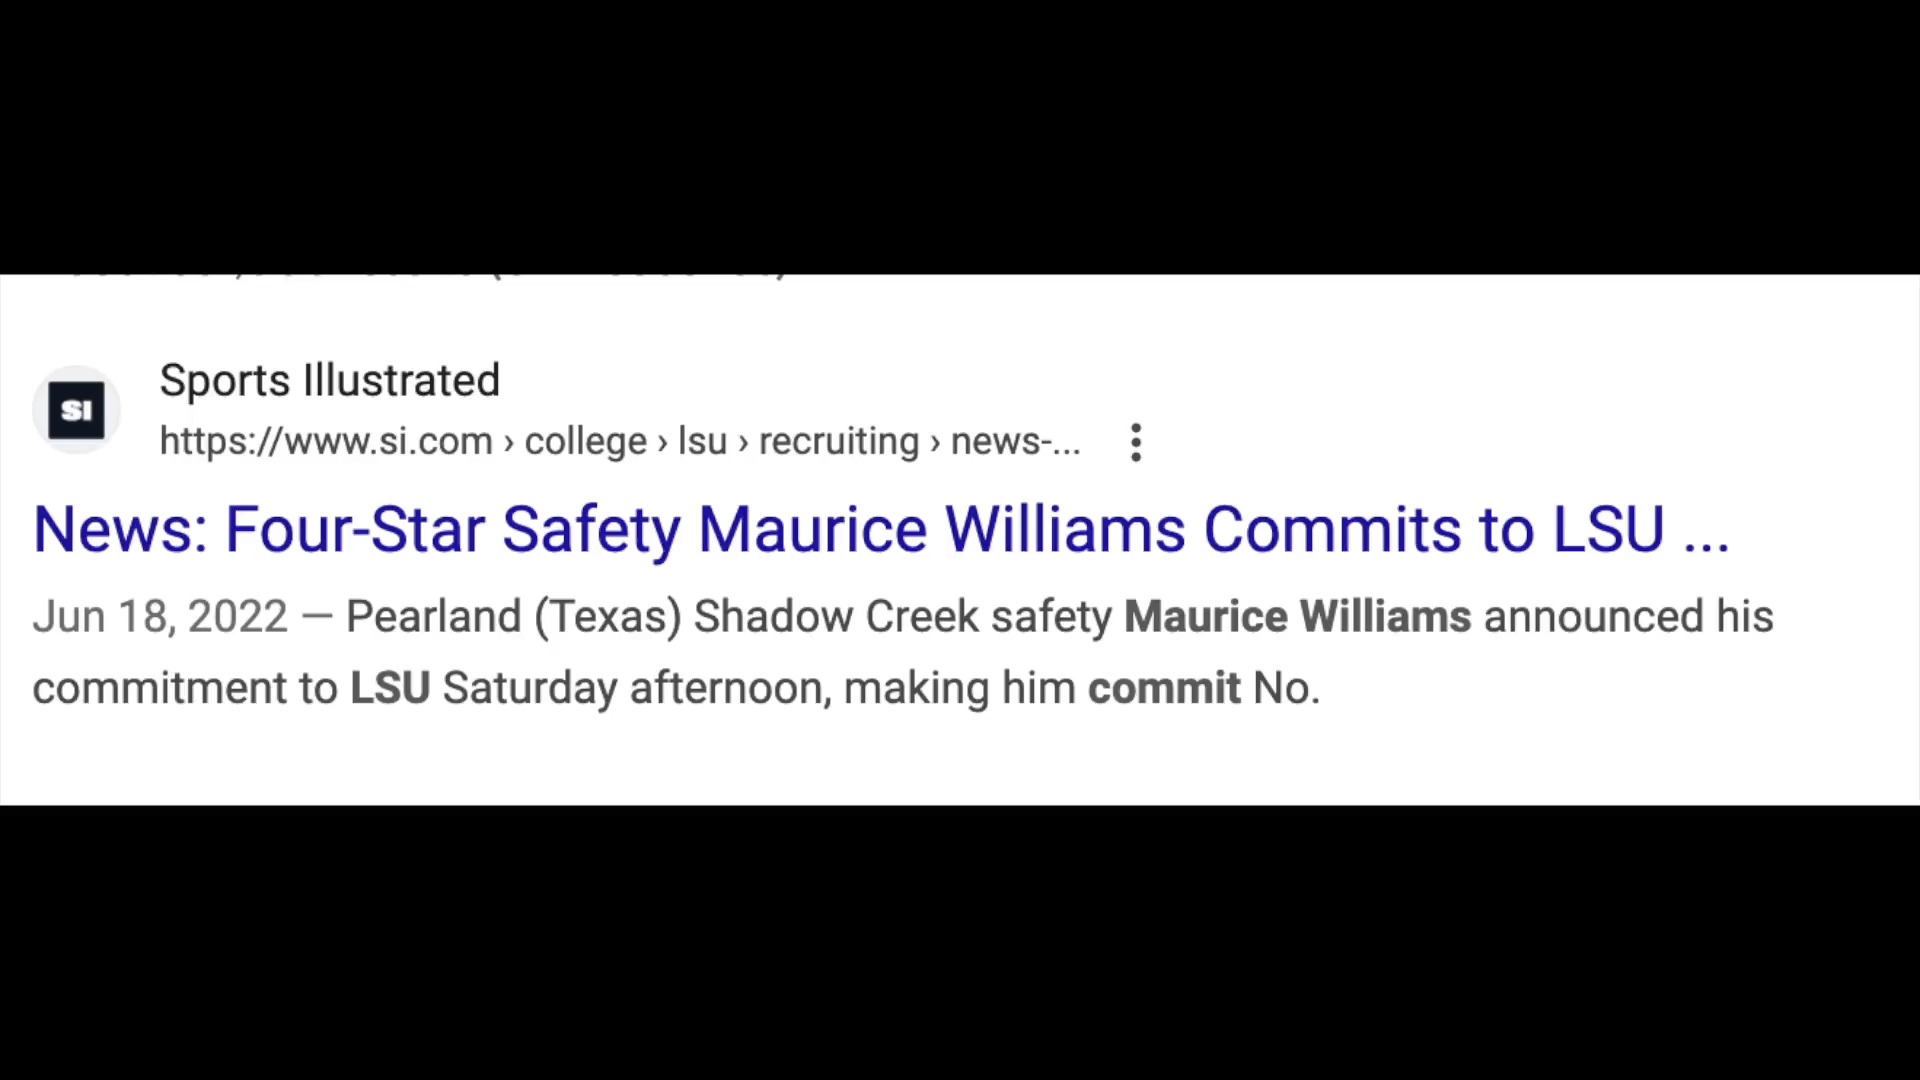 Sports Illustrated
SI
https://www.si.com › college › lsu › recruiting › news-...
News: Four-Star Safety Maurice Williams Commits to LSU ...
Jun 18, 2022 — Pearland (Texas) Shadow Creek safety Maurice Williams announced his
commitment to LSU Saturday afternoon, making him commit No.